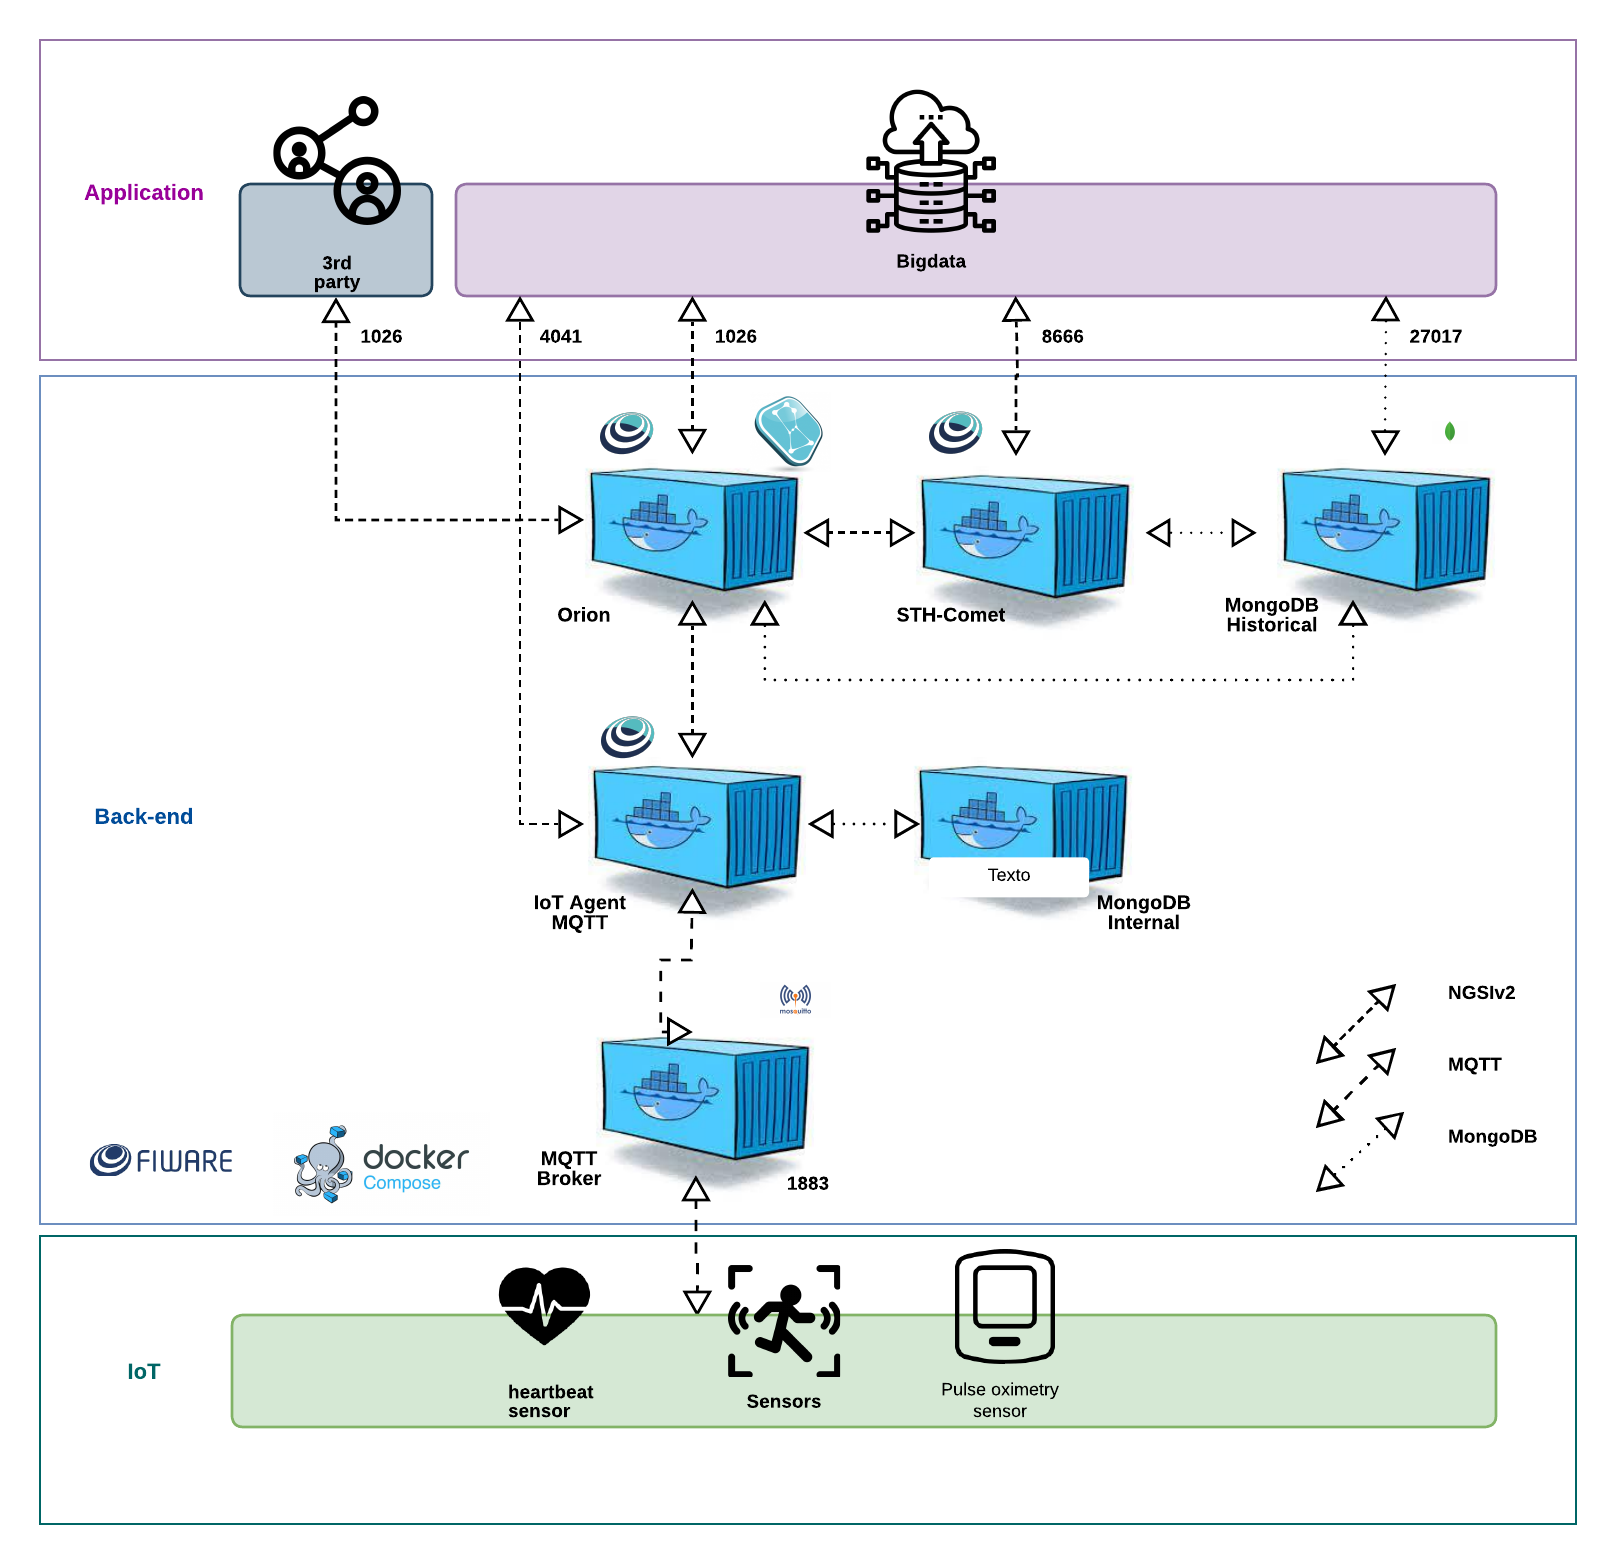 Application
3rd
party
Bigdata
1026
4041
1026
8666
27017
Orion
STH-Comet
MongoDB
Historical
Back-end
Texto
IoT Agent
MQTT
MongoDB
Internal
mosquitto
NGSIv2
MQTT
MongoDB
FIWARE
docker
Compose
MQTT
Broker
1883
IoT
heartbeat
sensor
Sensors
Pulse oximetry
sensor